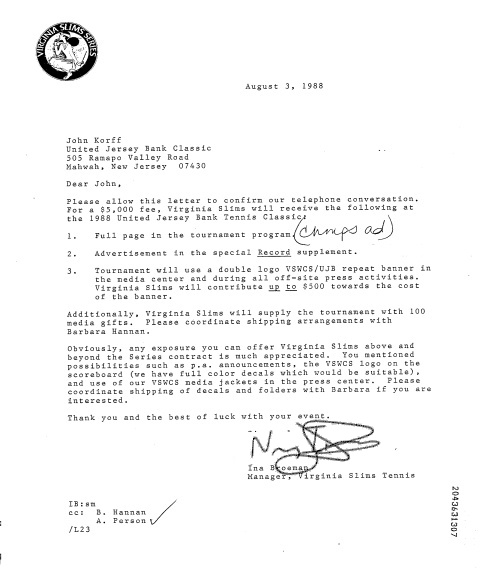 VIRGINIA SLIMS SERIES
August 3, 1988
John Korff
United Jersey Bank Classic
505 Ramapo Valley Road
Mahwah, New Jersey 07430
Dear John,
Please allow this letter to confirm our telephone conversation.
For a $5,000 fee, Virginia Slims will receive the following at
the 1988 United Jersey Bank Tennis Classic:
1. Full page in the tournament program. (Champs ad)
2. Advertisement in the special Record supplement.
3. Tournament will use a double logo VSWCS/UJB repeat banner in
the media center and during all off-site press activities.
Virginia Slims will contribute up to $500 towards the cost
of the banner.
Additionally, Virginia Slims will supply the tournament with 100
media gifts. Please coordinate shipping arrangements with
Barbara Hannan.
Obviously, any exposure you can offer Virginia Slims above and
beyond the Series contract is much appreciated. You mentioned
possibilities such as p.a. announcements, the VSWCS logo on the
scoreboard (we have full color decals which would be suitable),
and use of our VSWCS media jackets in the press center. Please
coordinate shipping of decals and folders with Barbara if you are
interested.
Thank you and the best of luck with your event.
Ina Broeman
Manager, Virginia Slims Tennis
IB:sm
cc: B. Hannan
A. Person
/L23
2043631307